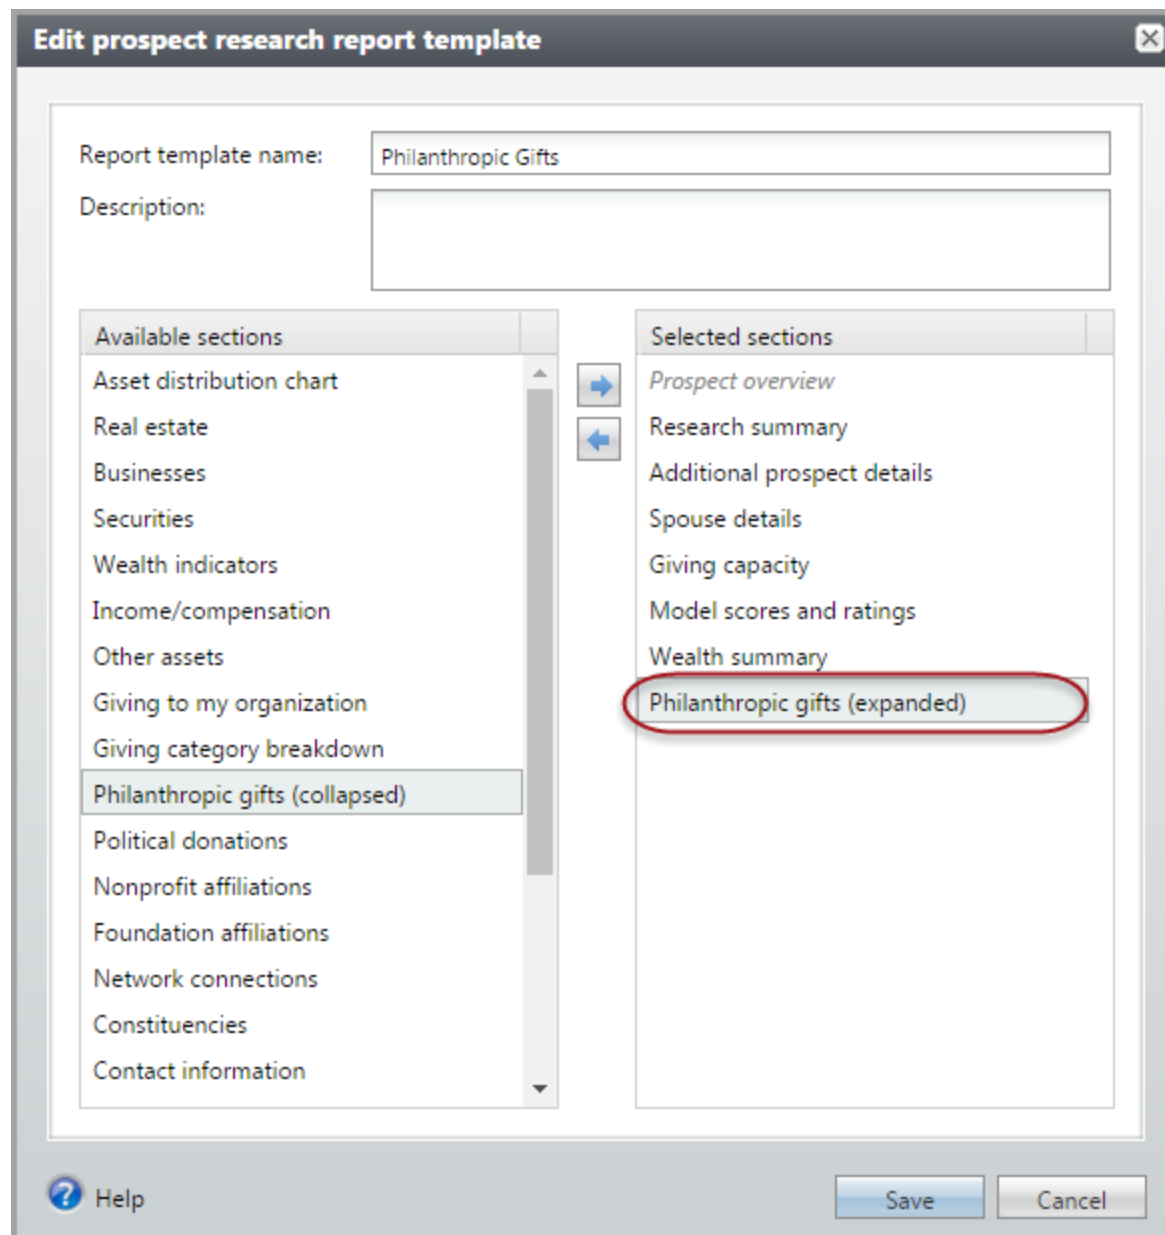 Edit prospect research report template
Report template name:
Philanthropic Gifts
Description:
Available sections
Asset distribution chart
Real estate
Businesses
Securities
Wealth indicators
Income/compensation
Other assets
Giving to my organization
Giving category breakdown
Philanthropic gifts (collapsed)
Political donations
Nonprofit affiliations
Foundation affiliations
Network connections
Constituencies
Contact information
Selected sections
Prospect overview
Research summary
Additional prospect details
Spouse details
Giving capacity
Model scores and ratings
Wealth summary
Philanthropic gifts (expanded)
? Help
Save
Cancel